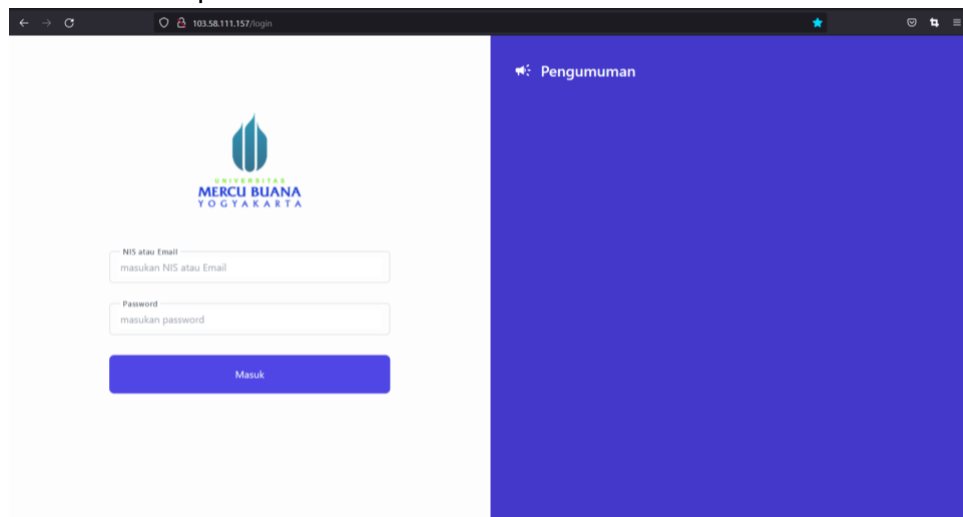 103.58.111.157/login
Pengumuman
UNIVERSITAS
MERCU BUANA
YOGYAKARTA
NIS atau Email
masukan NIS atau Email
Password
masukan password
Masuk